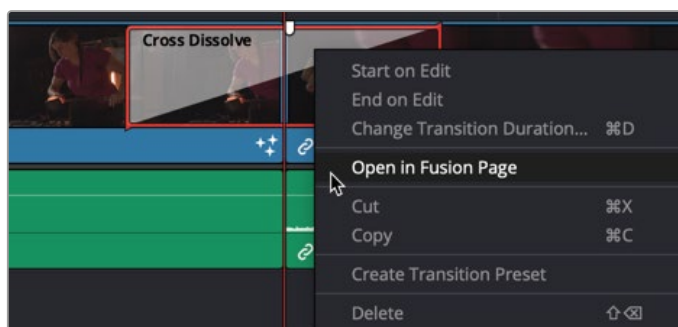 Cross Dissolve
Start on Edit
End on Edit
Change Transition Duration... ⌘D
Open in Fusion Page
Cut ⌘X
Copy ⌘C
Create Transition Preset
Delete ⇧⌫